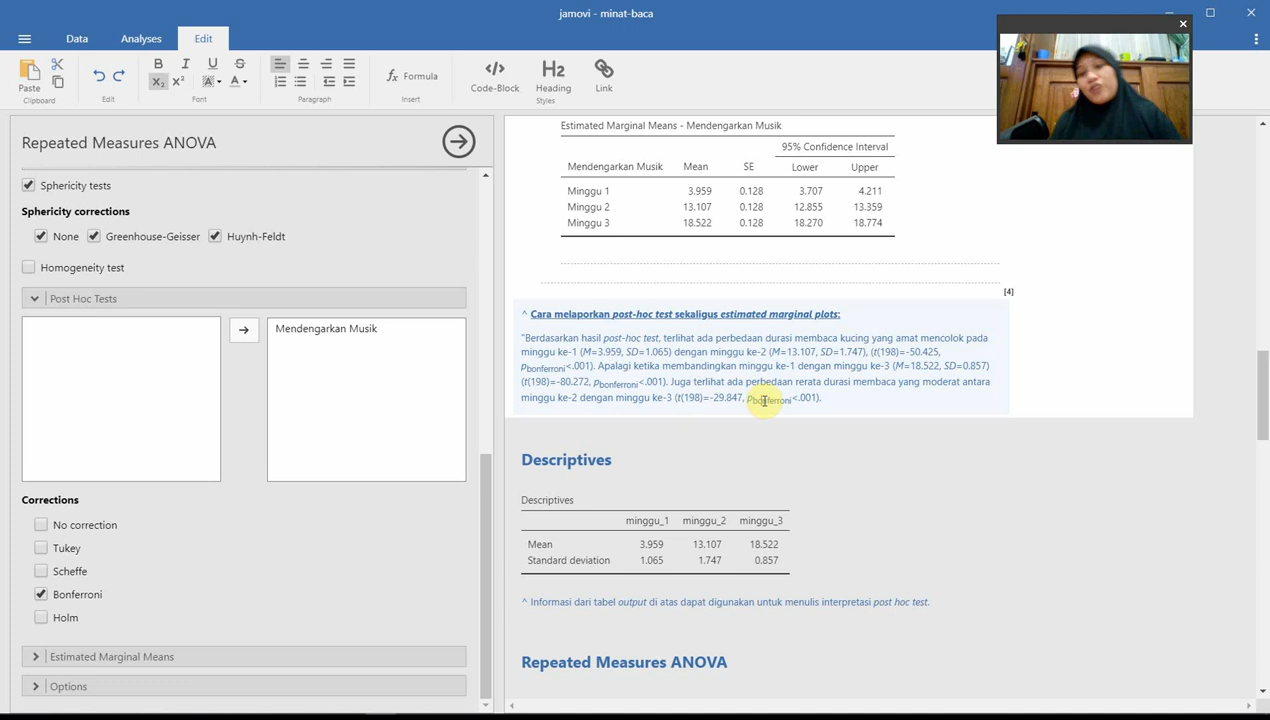 jamovi - minat-baca
Data
Analyses
Edit
Paste
Clipboard
Edit
B
I
U
S
X₂
X²
A
A
Font
Paragraph
Formula
Insert
Code-Block
H2
Heading
Link
Styles
Repeated Measures ANOVA
Sphericity tests
Sphericity corrections
None
Greenhouse-Geisser
Huynh-Feldt
Homogeneity test
Post Hoc Tests
Mendengarkan Musik
Corrections
No correction
Tukey
Scheffe
Bonferroni
Holm
Estimated Marginal Means
Options
Estimated Marginal Means - Mendengarkan Musik
95% Confidence Interval
Mendengarkan Musik Mean SE Lower Upper
Minggu 1 3.959 0.128 3.707 4.211
Minggu 2 13.107 0.128 12.855 13.359
Minggu 3 18.522 0.128 18.270 18.774
[4]
^ Cara melaporkan post-hoc test sekaligus estimated marginal plots:
"Berdasarkan hasil post-hoc test, terlihat ada perbedaan durasi membaca kucing yang amat mencolok pada
minggu ke-1 (M=3.959, SD=1.065) dengan minggu ke-2 (M=13.107, SD=1.747), (t(198)=-50.425,
pbonferroni<.001). Apalagi ketika membandingkan minggu ke-1 dengan minggu ke-3 (M=18.522, SD=0.857)
(t(198)=-80.272, pbonferroni<.001). Juga terlihat ada perbedaan rerata durasi membaca yang moderat antara
minggu ke-2 dengan minggu ke-3 (t(198)=-29.847, pbonferroni<.001).
Descriptives
Descriptives
minggu_1 minggu_2 minggu_3
Mean 3.959 13.107 18.522
Standard deviation 1.065 1.747 0.857
^ Informasi dari tabel output di atas dapat digunakan untuk menulis interpretasi post hoc test.
Repeated Measures ANOVA